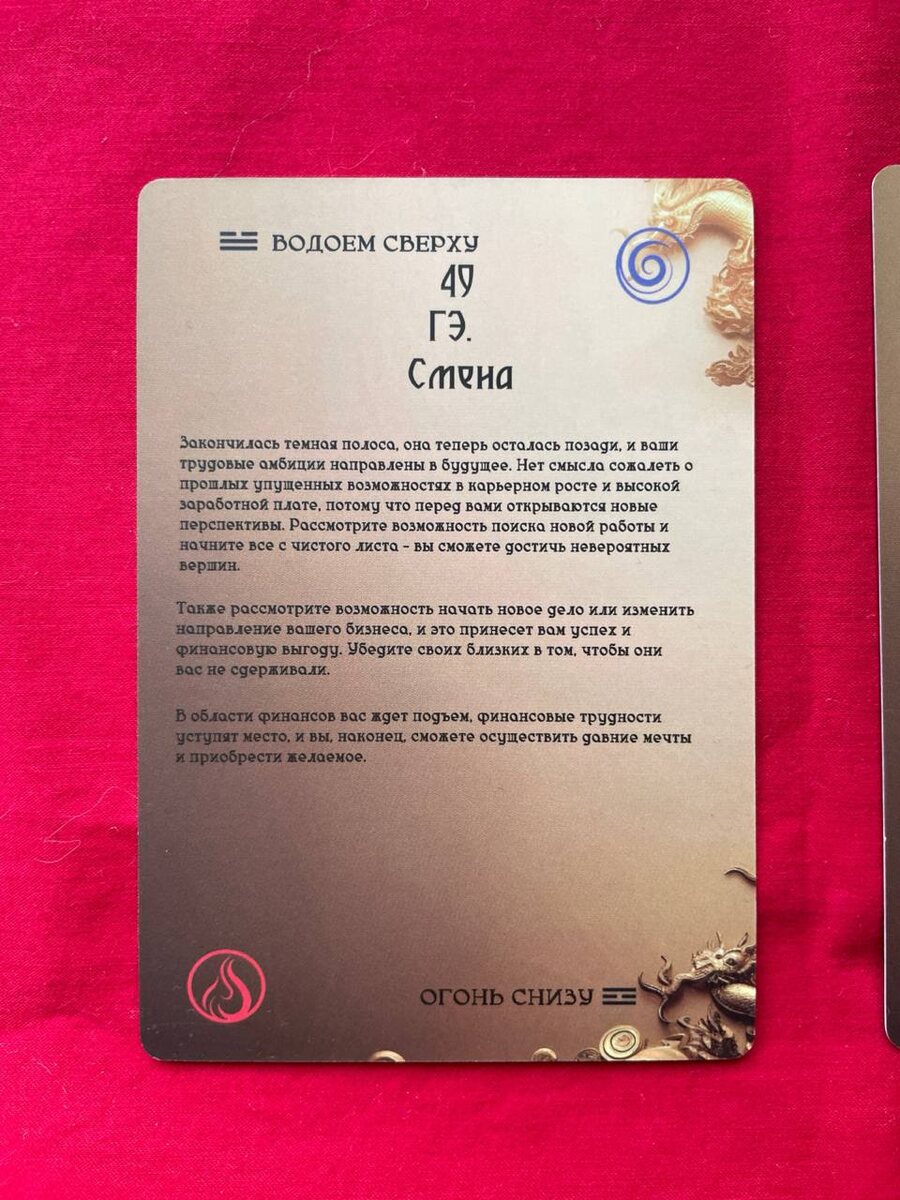 ВОДОЕМ СВЕРХУ
49
ГЭ.
Смена
Закончилась темная полоса, она теперь осталась позади, и ваши
трудовые амбиции направлены в будущее. Нет смысла сожалеть о
прошлых упущенных возможностях в карьерном росте и высокой
заработной плате, потому что перед вами открываются новые
перспективы. Рассмотрите возможность поиска новой работы и
начните все с чистого листа - вы сможете достичь невероятных
вершин.
Также рассмотрите возможность начать новое дело или изменить
направление вашего бизнеса, и это принесет вам успех и
финансовую выгоду. Убедите своих близких в том, чтобы они
вас не сдерживали.
В области финансов вас ждет подъем, финансовые трудности
уступят место, и вы, наконец, сможете осуществить давние мечты
и приобрести желаемое.
ОГОНЬ СНИЗУ